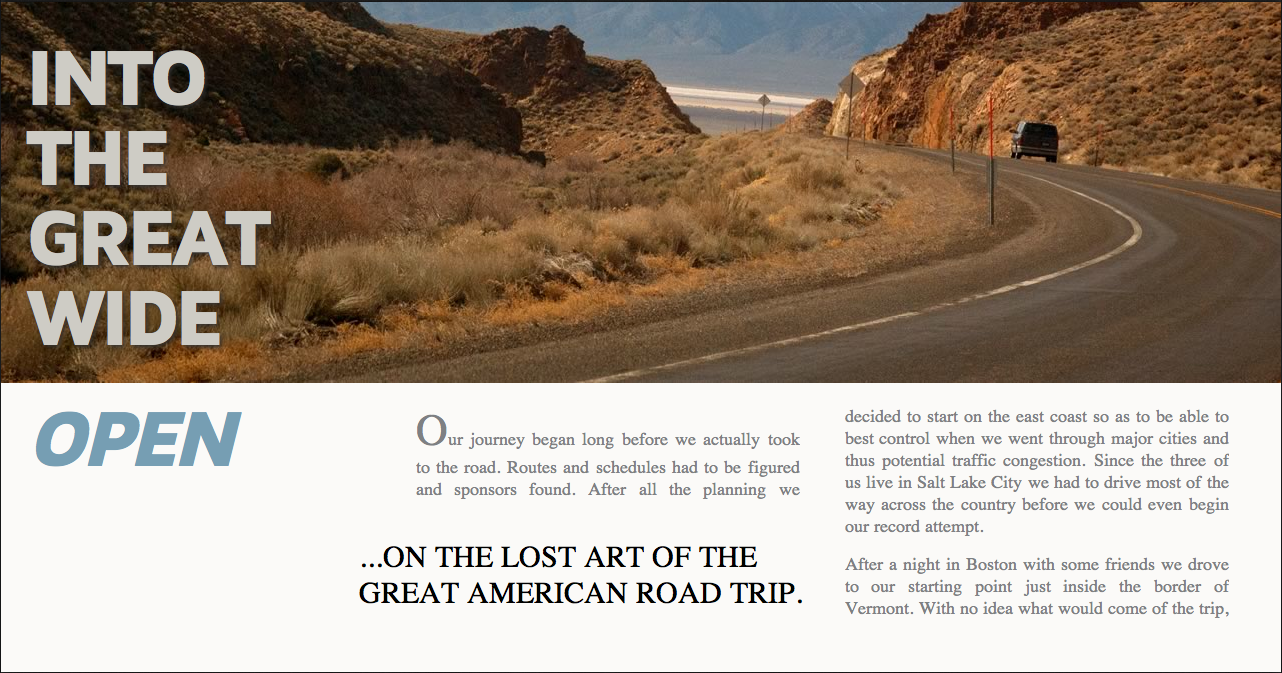 INTO
THE
GREAT
WIDE
OPEN
Our journey began long before we actually took
to the road. Routes and schedules had to be figured
and sponsors found. After all the planning we
...ON THE LOST ART OF THE
GREAT AMERICAN ROAD TRIP.
decided to start on the east coast so as to be able to
best control when we went through major cities and
thus potential traffic congestion. Since the three of
us live in Salt Lake City we had to drive most of the
way across the country before we could even begin
our record attempt.
After a night in Boston with some friends we drove
to our starting point just inside the border of
Vermont. With no idea what would come of the trip,